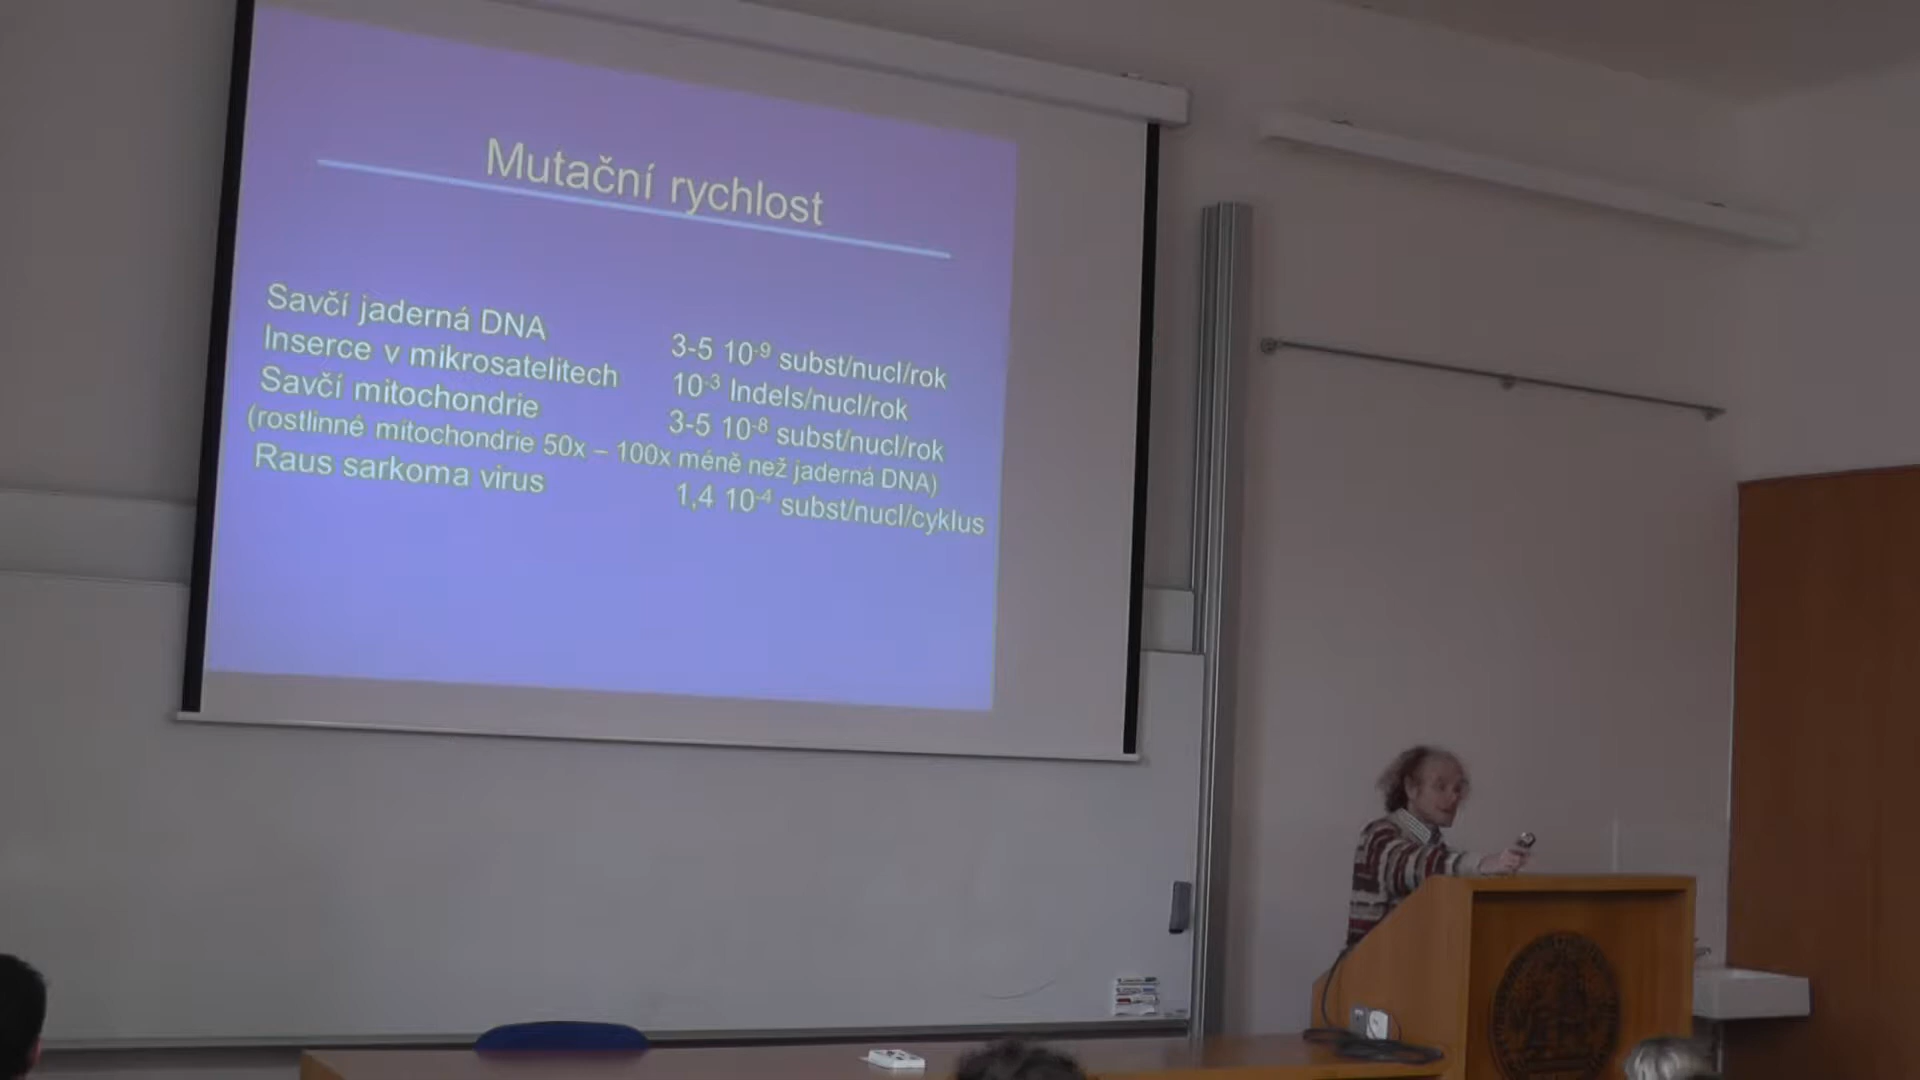 Mutační rychlost
Savčí jaderná DNA 3-5 10⁻⁹ subst/nucl/rok
Inserce v mikrosatelitech 10⁻³ Indels/nucl/rok
Savčí mitochondrie 3-5 10⁻⁸ subst/nucl/rok
(rostlinné mitochondrie 50x – 100x méně než jaderná DNA)
Raus sarkoma virus 1,4 10⁻⁴ subst/nucl/cyklus